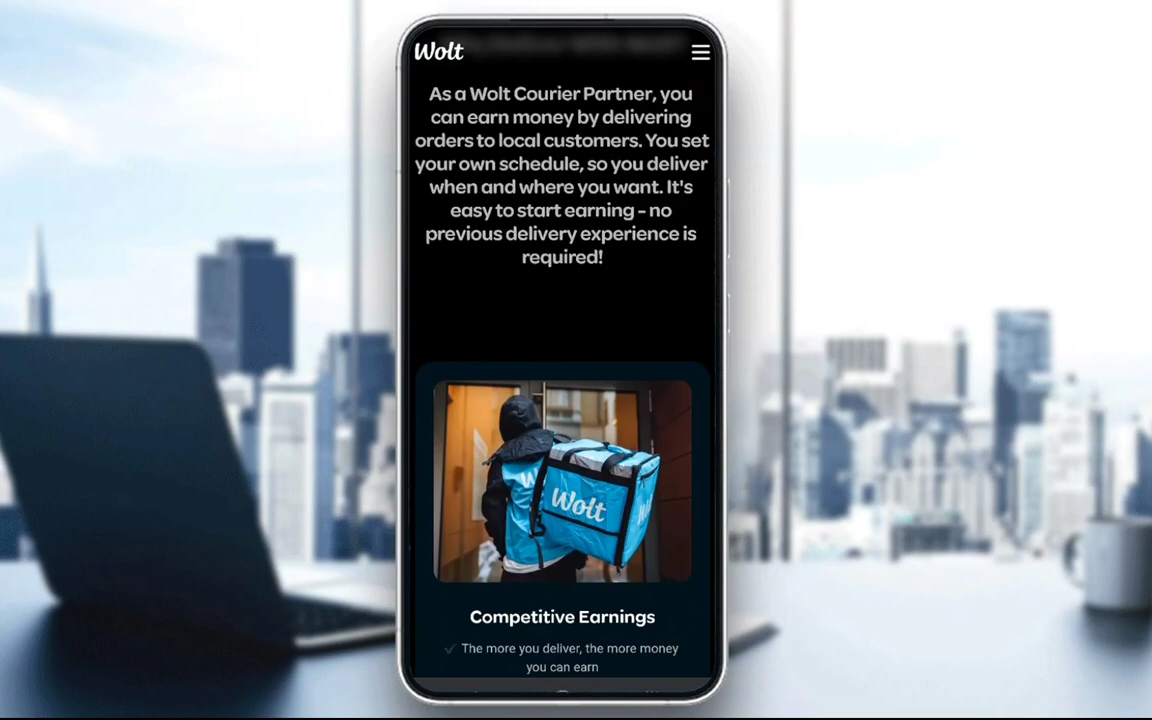 Wolt
As a Wolt Courier Partner, you
can earn money by delivering
orders to local customers. You set
your own schedule, so you deliver
when and where you want. It's
easy to start earning - no
previous delivery experience is
required!
Wolt
Competitive Earnings
The more you deliver, the more money
you can earn